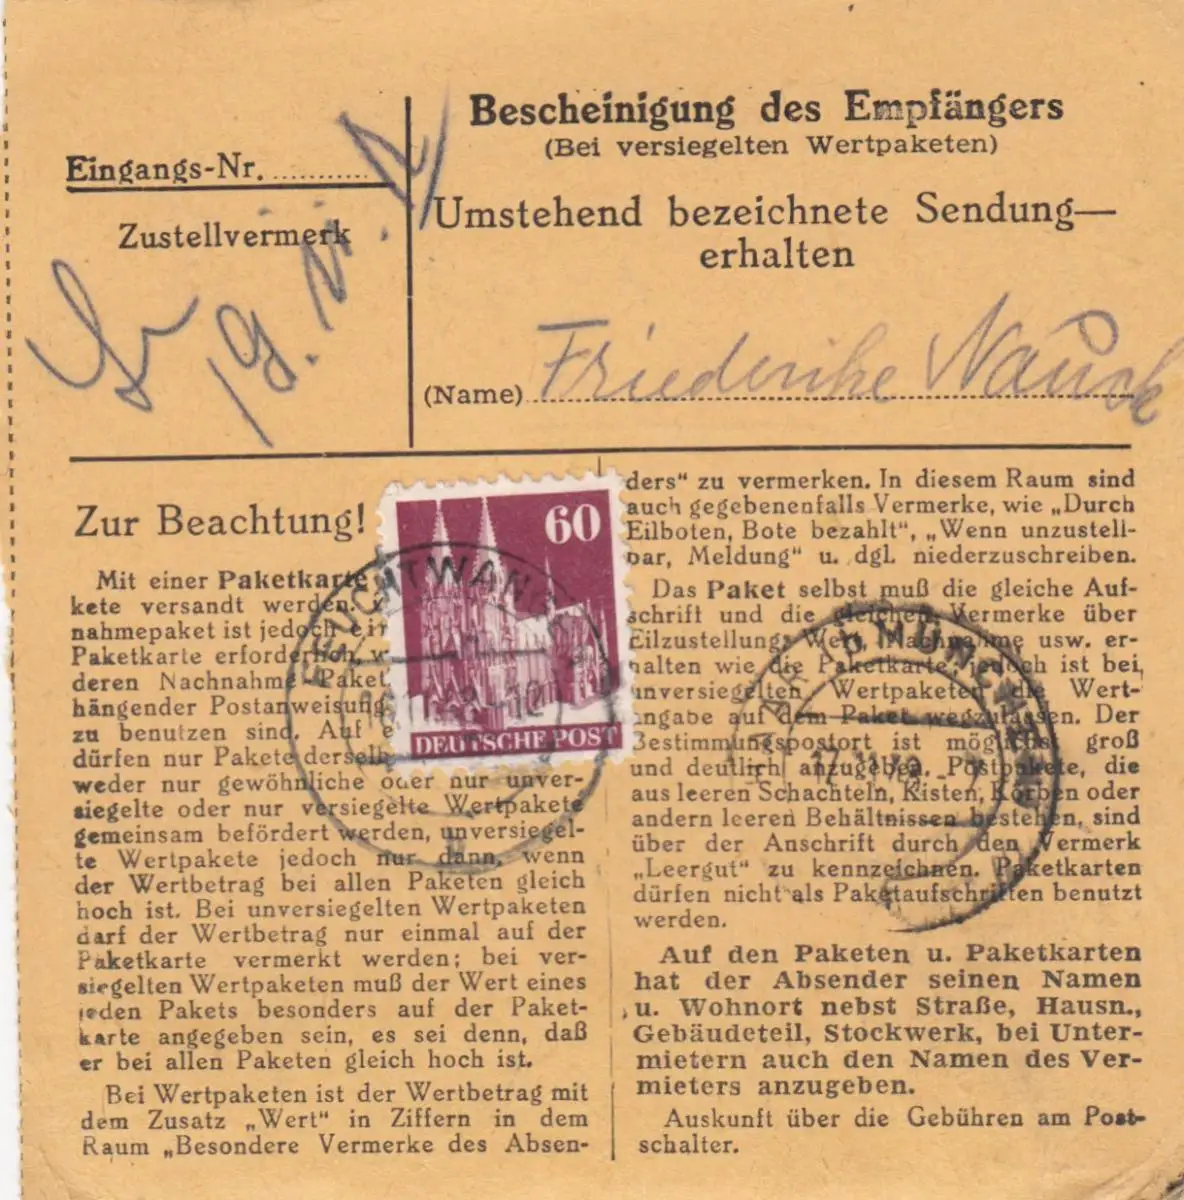 Eingangs-Nr. ............
Zustellvermerk
Bescheinigung des Empfängers
(Bei versiegelten Wertpaketen)
Umstehend bezeichnete Sendung—
erhalten
(Name) Friederike
Zur Beachtung!
Mit einer Paketkarte
kete versandt werden.
nahmepaket ist jedoch ein
Paketkarte erforderlich,
deren Nachnahme Paket
hängender Postanweisung
zu benutzen sind. Auf
dürfen nur Pakete derselben
weder nur gewöhnliche oder nur unver-
siegelte oder nur versiegelte Wertpakete
gemeinsam befördert werden, unversiegel-
te Wertpakete jedoch nur dann, wenn
der Wertbetrag bei allen Paketen gleich
hoch ist. Bei unversiegelten Wertpaketen
darf der Wertbetrag nur einmal auf der
Paketkarte vermerkt werden; bei ver-
siegelten Wertpaketen muß der Wert eines
jeden Pakets besonders auf der Paket-
karte angegeben sein, es sei denn, daß
er bei allen Paketen gleich hoch ist.
Bei Wertpaketen ist der Wertbetrag mit
dem Zusatz „Wert" in Ziffern in dem
Raum „Besondere Vermerke des Absen-
ders" zu vermerken. In diesem Raum sind
auch gegebenenfalls Vermerke, wie „Durch
Eilboten, Bote bezahlt", „Wenn unzustell-
bar, Meldung" u. dgl. niederzuschreiben.
Das Paket selbst muß die gleiche Auf-
schrift und die gleichen Vermerke über
Eilzustellung, Wert, Nachnahme usw. er-
halten wie die Paketkarte, jedoch ist bei
unversiegelten Wertpaketen die Wert-
angabe auf dem Paket wegzulassen. Der
Bestimmungspostort ist möglichst groß
und deutlich anzugeben. Postpakete, die
aus leeren Schachteln, Kisten, Körben oder
andern leeren Behältnissen bestehen, sind
über der Anschrift durch den Vermerk
„Leergut" zu kennzeichnen. Paketkarten
dürfen nicht als Paketaufschriften benutzt
werden.
Auf den Paketen u. Paketkarten
hat der Absender seinen Namen
u. Wohnort nebst Straße, Hausn.,
Gebäudeteil, Stockwerk, bei Unter-
mietern auch den Namen des Ver-
mieters anzugeben.
Auskunft über die Gebühren am Post-
schalter.
60
DEUTSCHE POST
FEUCHTWANGEN
HAAR b. MÜNCHEN
17.11.49